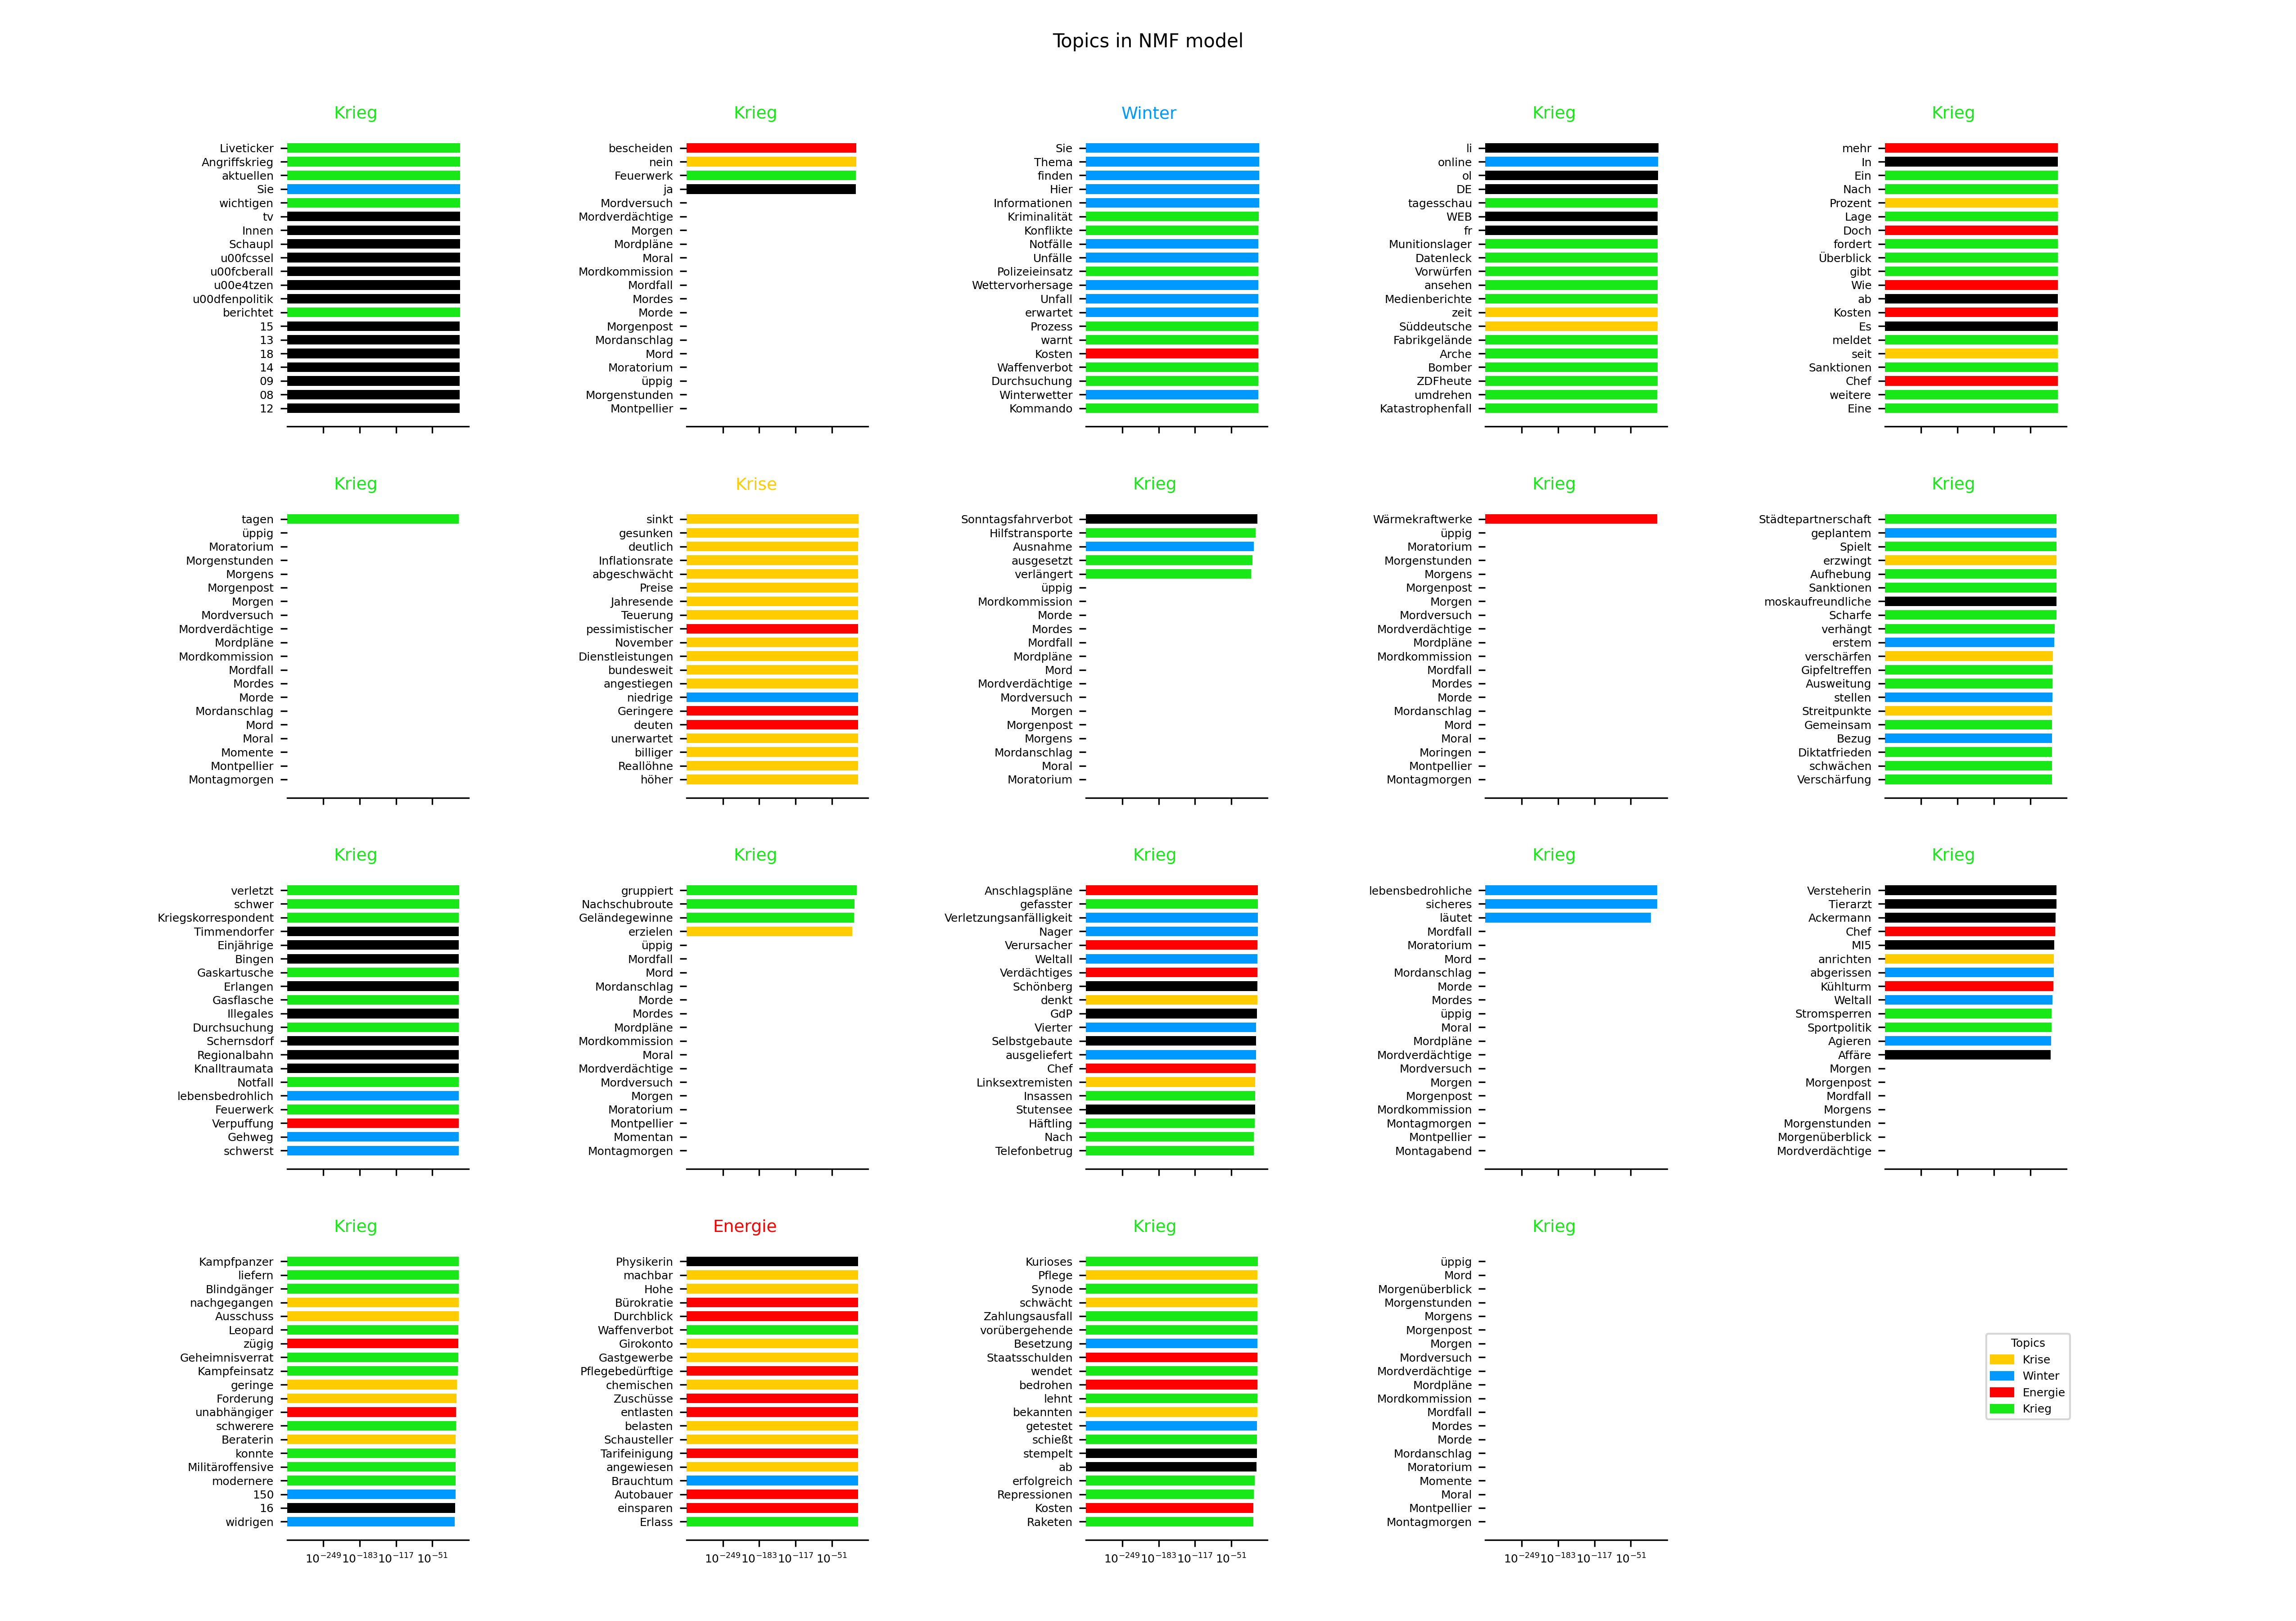 Topics in NMF model
Krieg
Liveticker
Angriffskrieg
aktuellen
Sie
wichtigen
tv
Innen
Schaupl
u00fcssel
u00fcberall
u00e4tzen
u00dfenpolitik
berichtet
15
13
18
14
09
08
12
Krieg
bescheiden
nein
Feuerwerk
ja
Mordversuch
Mordverdächtige
Morgen
Mordpläne
Moral
Mordkommission
Mordfall
Mordes
Morde
Morgenpost
Mordanschlag
Mord
Moratorium
üppig
Morgenstunden
Montpellier
Winter
Sie
Thema
finden
Hier
Informationen
Kriminalität
Konflikte
Notfälle
Unfälle
Polizeieinsatz
Wettervorhersage
Unfall
erwartet
Prozess
warnt
Kosten
Waffenverbot
Durchsuchung
Winterwetter
Kommando
Krieg
li
online
ol
DE
tagesschau
WEB
fr
Munitionslager
Datenleck
Vorwürfen
ansehen
Medienberichte
zeit
Süddeutsche
Fabrikgelände
Arche
Bomber
ZDFheute
umdrehen
Katastrophenfall
Krieg
mehr
In
Ein
Nach
Prozent
Lage
Doch
fordert
Überblick
gibt
Wie
ab
Kosten
Es
meldet
seit
Sanktionen
Chef
weitere
Eine
Krieg
tagen
üppig
Moratorium
Morgenstunden
Morgens
Morgenpost
Morgen
Mordversuch
Mordverdächtige
Mordpläne
Mordkommission
Mordfall
Mordes
Morde
Mordanschlag
Mord
Moral
Momente
Montpellier
Montagmorgen
Krise
sinkt
gesunken
deutlich
Inflationsrate
abgeschwächt
Preise
Jahresende
Teuerung
pessimistischer
November
Dienstleistungen
bundesweit
angestiegen
niedrige
Geringere
deuten
unerwartet
billiger
Reallöhne
höher
Krieg
Sonntagsfahrverbot
Hilfstransporte
Ausnahme
ausgesetzt
verlängert
üppig
Mordkommission
Morde
Mordes
Mordfall
Mordpläne
Mord
Mordverdächtige
Mordversuch
Morgen
Morgenpost
Morgens
Mordanschlag
Moral
Moratorium
Krieg
Wärmekraftwerke
üppig
Moratorium
Morgenstunden
Morgens
Morgenpost
Morgen
Mordversuch
Mordverdächtige
Mordpläne
Mordkommission
Mordfall
Mordes
Morde
Mordanschlag
Mord
Moral
Moringen
Montpellier
Montagmorgen
Krieg
Städtepartnerschaft
geplantem
Spielt
erzwingt
Aufhebung
Sanktionen
moskaufreundliche
Scharfe
verhängt
erstem
verschärfen
Gipfeltreffen
Ausweitung
stellen
Streitpunkte
Gemeinsam
Bezug
Diktatfrieden
schwächen
Verschärfung
Krieg
verletzt
schwer
Kriegskorrespondent
Timmendorfer
Einjährige
Bingen
Gaskartusche
Erlangen
Gasflasche
Illegales
Durchsuchung
Schernsdorf
Regionalbahn
Knalltraumata
Notfall
lebensbedrohlich
Feuerwerk
Verpuffung
Gehweg
schwerst
Krieg
gruppiert
Nachschubroute
Geländegewinne
erzielen
üppig
Mordfall
Mord
Mordanschlag
Morde
Mordes
Mordpläne
Mordkommission
Moral
Mordverdächtige
Mordversuch
Morgen
Moratorium
Montpellier
Momentan
Montagmorgen
Krieg
Anschlagspläne
gefasster
Verletzungsanfälligkeit
Nager
Verursacher
Weltall
Verdächtiges
Schönberg
denkt
GdP
Vierter
Selbstgebaute
ausgeliefert
Chef
Linksextremisten
Insassen
Stutensee
Häftling
Nach
Telefonbetrug
Krieg
lebensbedrohliche
sicheres
läutet
Mordfall
Moratorium
Mord
Mordanschlag
Morde
Mordes
üppig
Moral
Mordpläne
Mordverdächtige
Mordversuch
Morgen
Morgenpost
Mordkommission
Montagmorgen
Montpellier
Montagabend
Krieg
Versteherin
Tierarzt
Ackermann
Chef
MI5
anrichten
abgerissen
Kühlturm
Weltall
Stromsperren
Sportpolitik
Agieren
Affäre
Morgen
Morgenpost
Mordfall
Morgens
Morgenstunden
Morgenüberblick
Mordverdächtige
Krieg
Kampfpanzer
liefern
Blindgänger
nachgegangen
Ausschuss
Leopard
zügig
Geheimnisverrat
Kampfeinsatz
geringe
Forderung
unabhängiger
schwerere
Beraterin
konnte
Militäroffensive
modernere
150
16
widrigen
10^-249 10^-183 10^-117 10^-51
Energie
Physikerin
machbar
Hohe
Bürokratie
Durchblick
Waffenverbot
Girokonto
Gastgewerbe
Pflegebedürftige
chemischen
Zuschüsse
entlasten
belasten
Schausteller
Tarifeinigung
angewiesen
Brauchtum
Autobauer
einsparen
Erlass
10^-249 10^-183 10^-117 10^-51
Krieg
Kurioses
Pflege
Synode
schwächt
Zahlungsausfall
vorübergehende
Besetzung
Staatsschulden
wendet
bedrohen
lehnt
bekannten
getestet
schießt
stempelt
ab
erfolgreich
Repressionen
Kosten
Raketen
10^-249 10^-183 10^-117 10^-51
Krieg
üppig
Mord
Morgenüberblick
Morgenstunden
Morgens
Morgenpost
Morgen
Mordversuch
Mordverdächtige
Mordpläne
Mordkommission
Mordfall
Mordes
Morde
Mordanschlag
Moratorium
Momente
Moral
Montpellier
Montagmorgen
10^-249 10^-183 10^-117 10^-51
Topics
Krise
Winter
Energie
Krieg